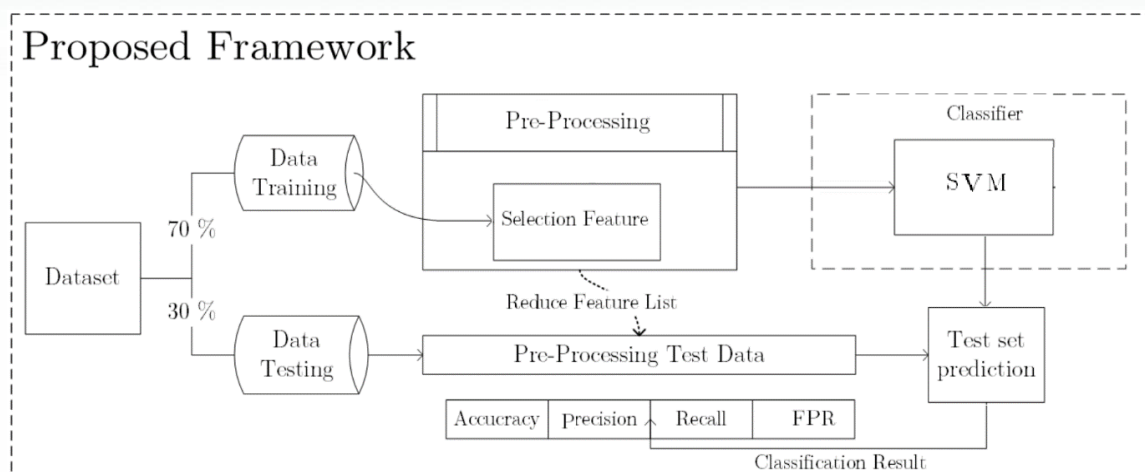 Proposed Framework
Pre-Processing
Classifier
Data
Training
SVM
Selection Feature
70 %
Dataset
30 %
Reduce Feature List
Data
Testing
Pre-Processing Test Data
Test set
prediction
Accucracy
Precision
Recall
FPR
Classification Result